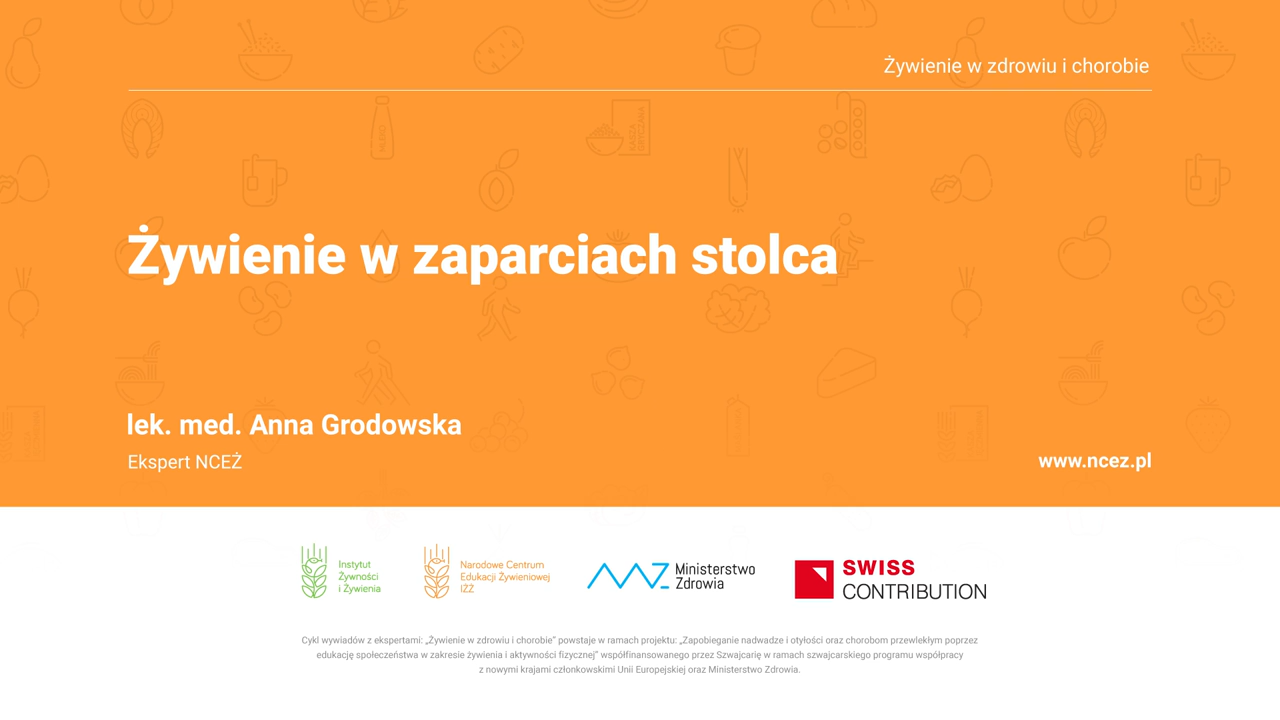 Żywienie w zdrowiu i chorobie
MLEKO
KASZA
GRYCZANA
Żywienie w zaparciach stolca
lek. med. Anna Grodowska
Ekspert NCEŻ
www.ncez.pl
Instytut
Żywności
i Żywienia
Narodowe Centrum
Edukacji Żywieniowej
IŻŻ
Ministerstwo
Zdrowia
SWISS
CONTRIBUTION
Cykl wywiadów z ekspertami: „Żywienie w zdrowiu i chorobie” powstaje w ramach projektu: „Zapobieganie nadwadze i otyłości oraz chorobom przewlekłym poprzez
edukację społeczeństwa w zakresie żywienia i aktywności fizycznej” współfinansowanego przez Szwajcarię w ramach szwajcarskiego programu współpracy
z nowymi krajami członkowskimi Unii Europejskiej oraz Ministerstwo Zdrowia.